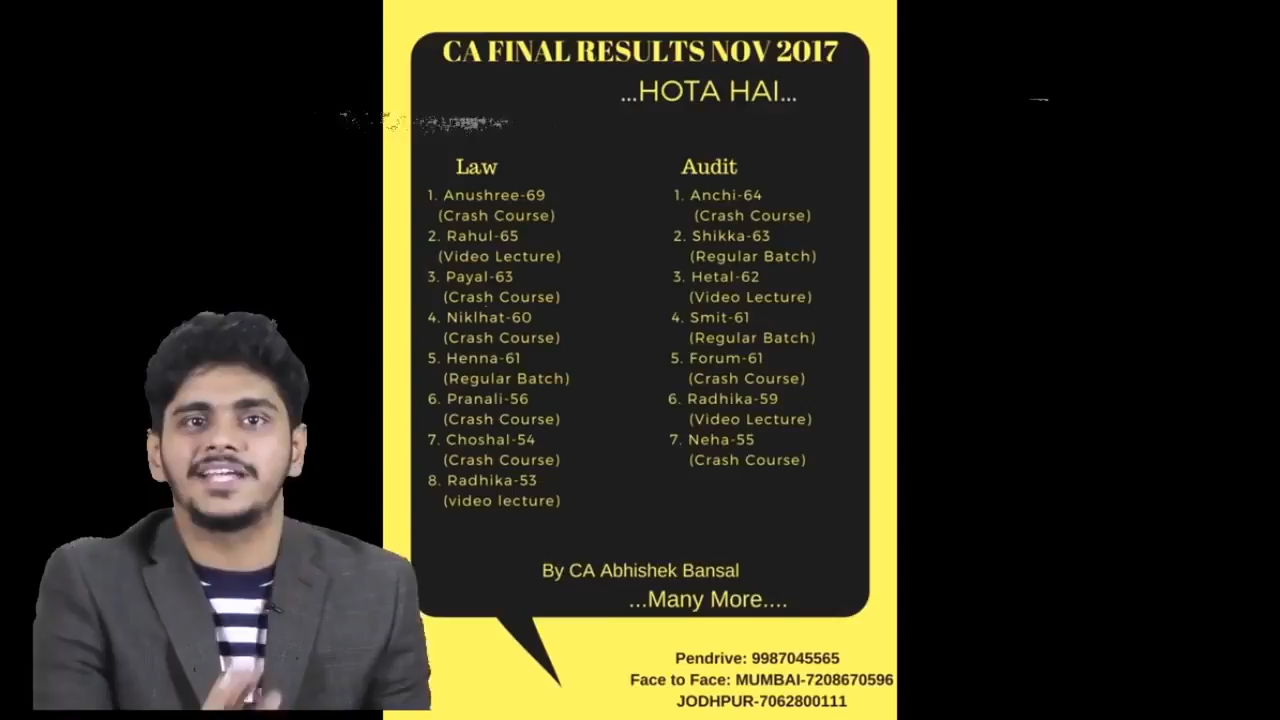 CA FINAL RESULTS NOV 2017
...HOTA HAI...
Law
1. Anushree-69
(Crash Course)
2. Rahul-65
(Video Lecture)
3. Payal-63
(Crash Course)
4. Niklhat-60
(Crash Course)
5. Henna-61
(Regular Batch)
6. Pranali-56
(Crash Course)
7. Choshal-54
(Crash Course)
8. Radhika-53
(video lecture)
Audit
1. Anchi-64
(Crash Course)
2. Shikka-63
(Regular Batch)
3. Hetal-62
(Video Lecture)
4. Smit-61
(Regular Batch)
5. Forum-61
(Crash Course)
6. Radhika-59
(Video Lecture)
7. Neha-55
(Crash Course)
By CA Abhishek Bansal
...Many More....
Pendrive: 9987045565
Face to Face: MUMBAI-7208670596
JODHPUR-7062800111